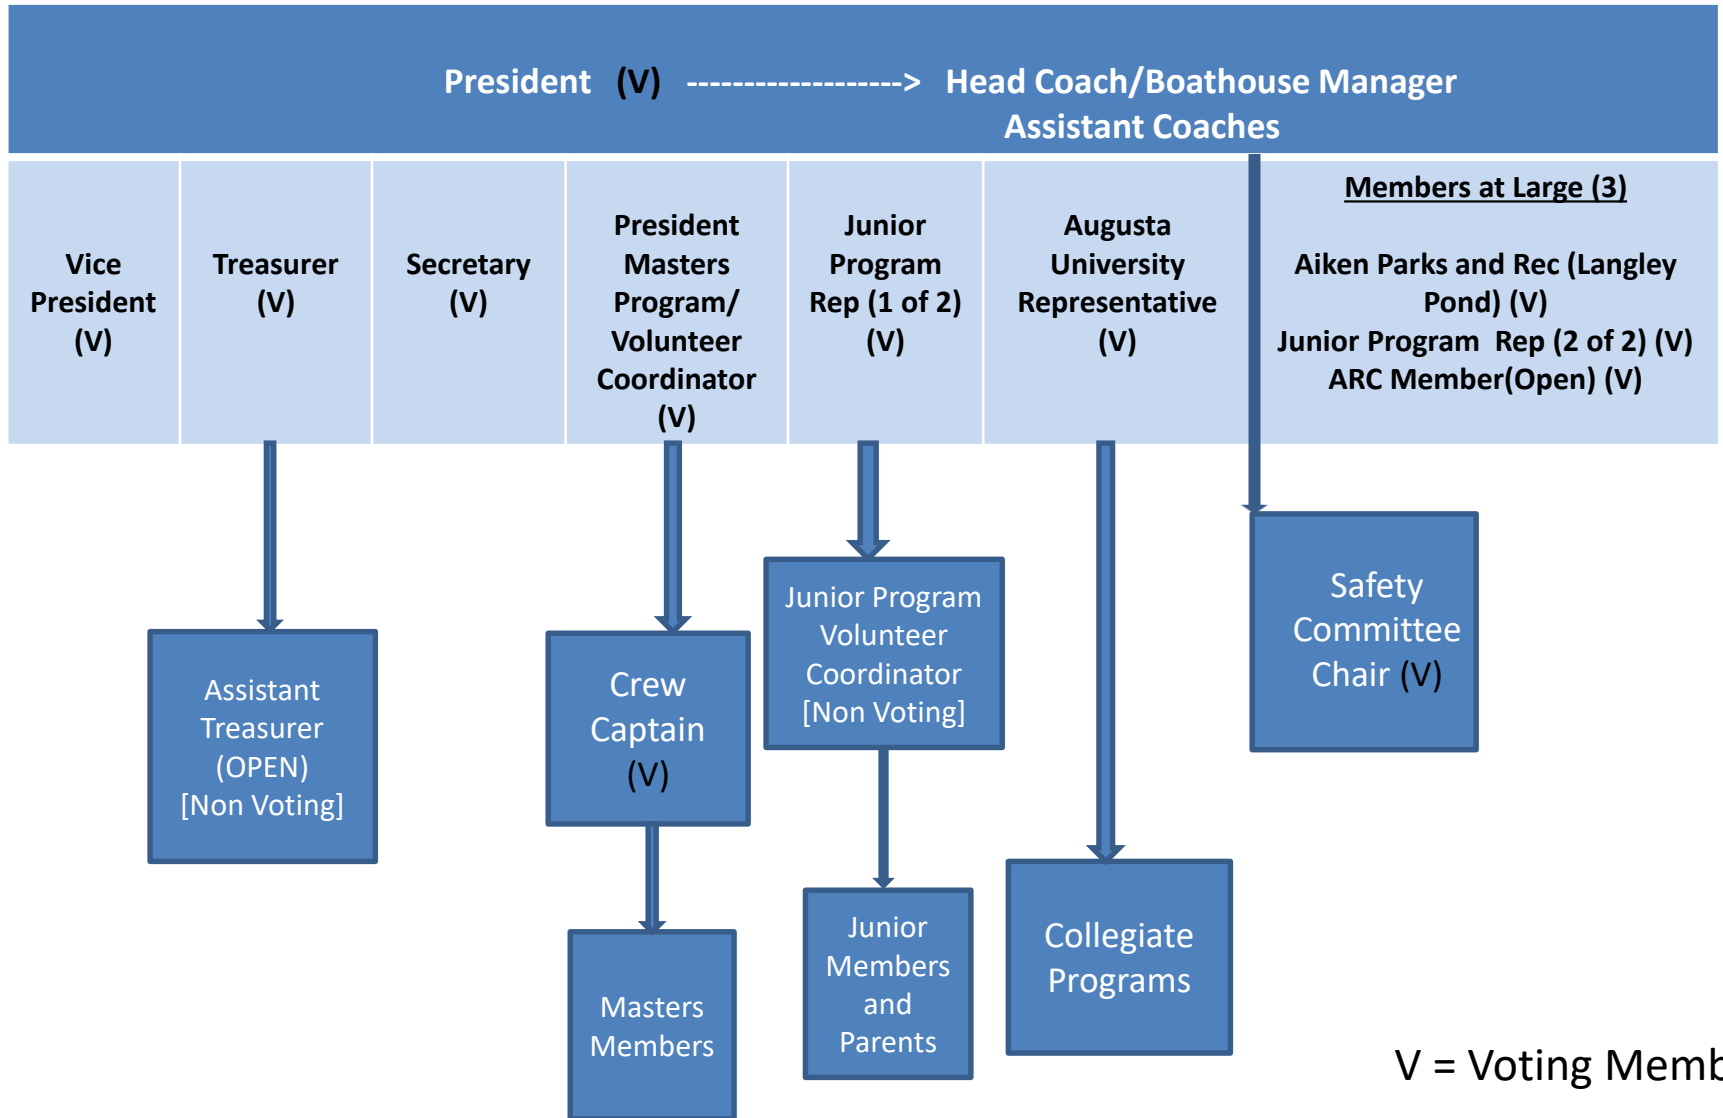 President (V) -------------------> Head Coach/Boathouse Manager
Assistant Coaches
Vice
President
(V)
Treasurer
(V)
Secretary
(V)
President
Masters
Program/
Volunteer
Coordinator
(V)
Junior
Program
Rep (1 of 2)
(V)
Augusta
University
Representative
(V)
Members at Large (3)
Aiken Parks and Rec (Langley
Pond) (V)
Junior Program Rep (2 of 2) (V)
ARC Member(Open) (V)
Assistant
Treasurer
(OPEN)
[Non Voting]
Crew
Captain
(V)
Junior Program
Volunteer
Coordinator
[Non Voting]
Safety
Committee
Chair (V)
Masters
Members
Junior
Members
and
Parents
Collegiate
Programs
V = Voting Memb